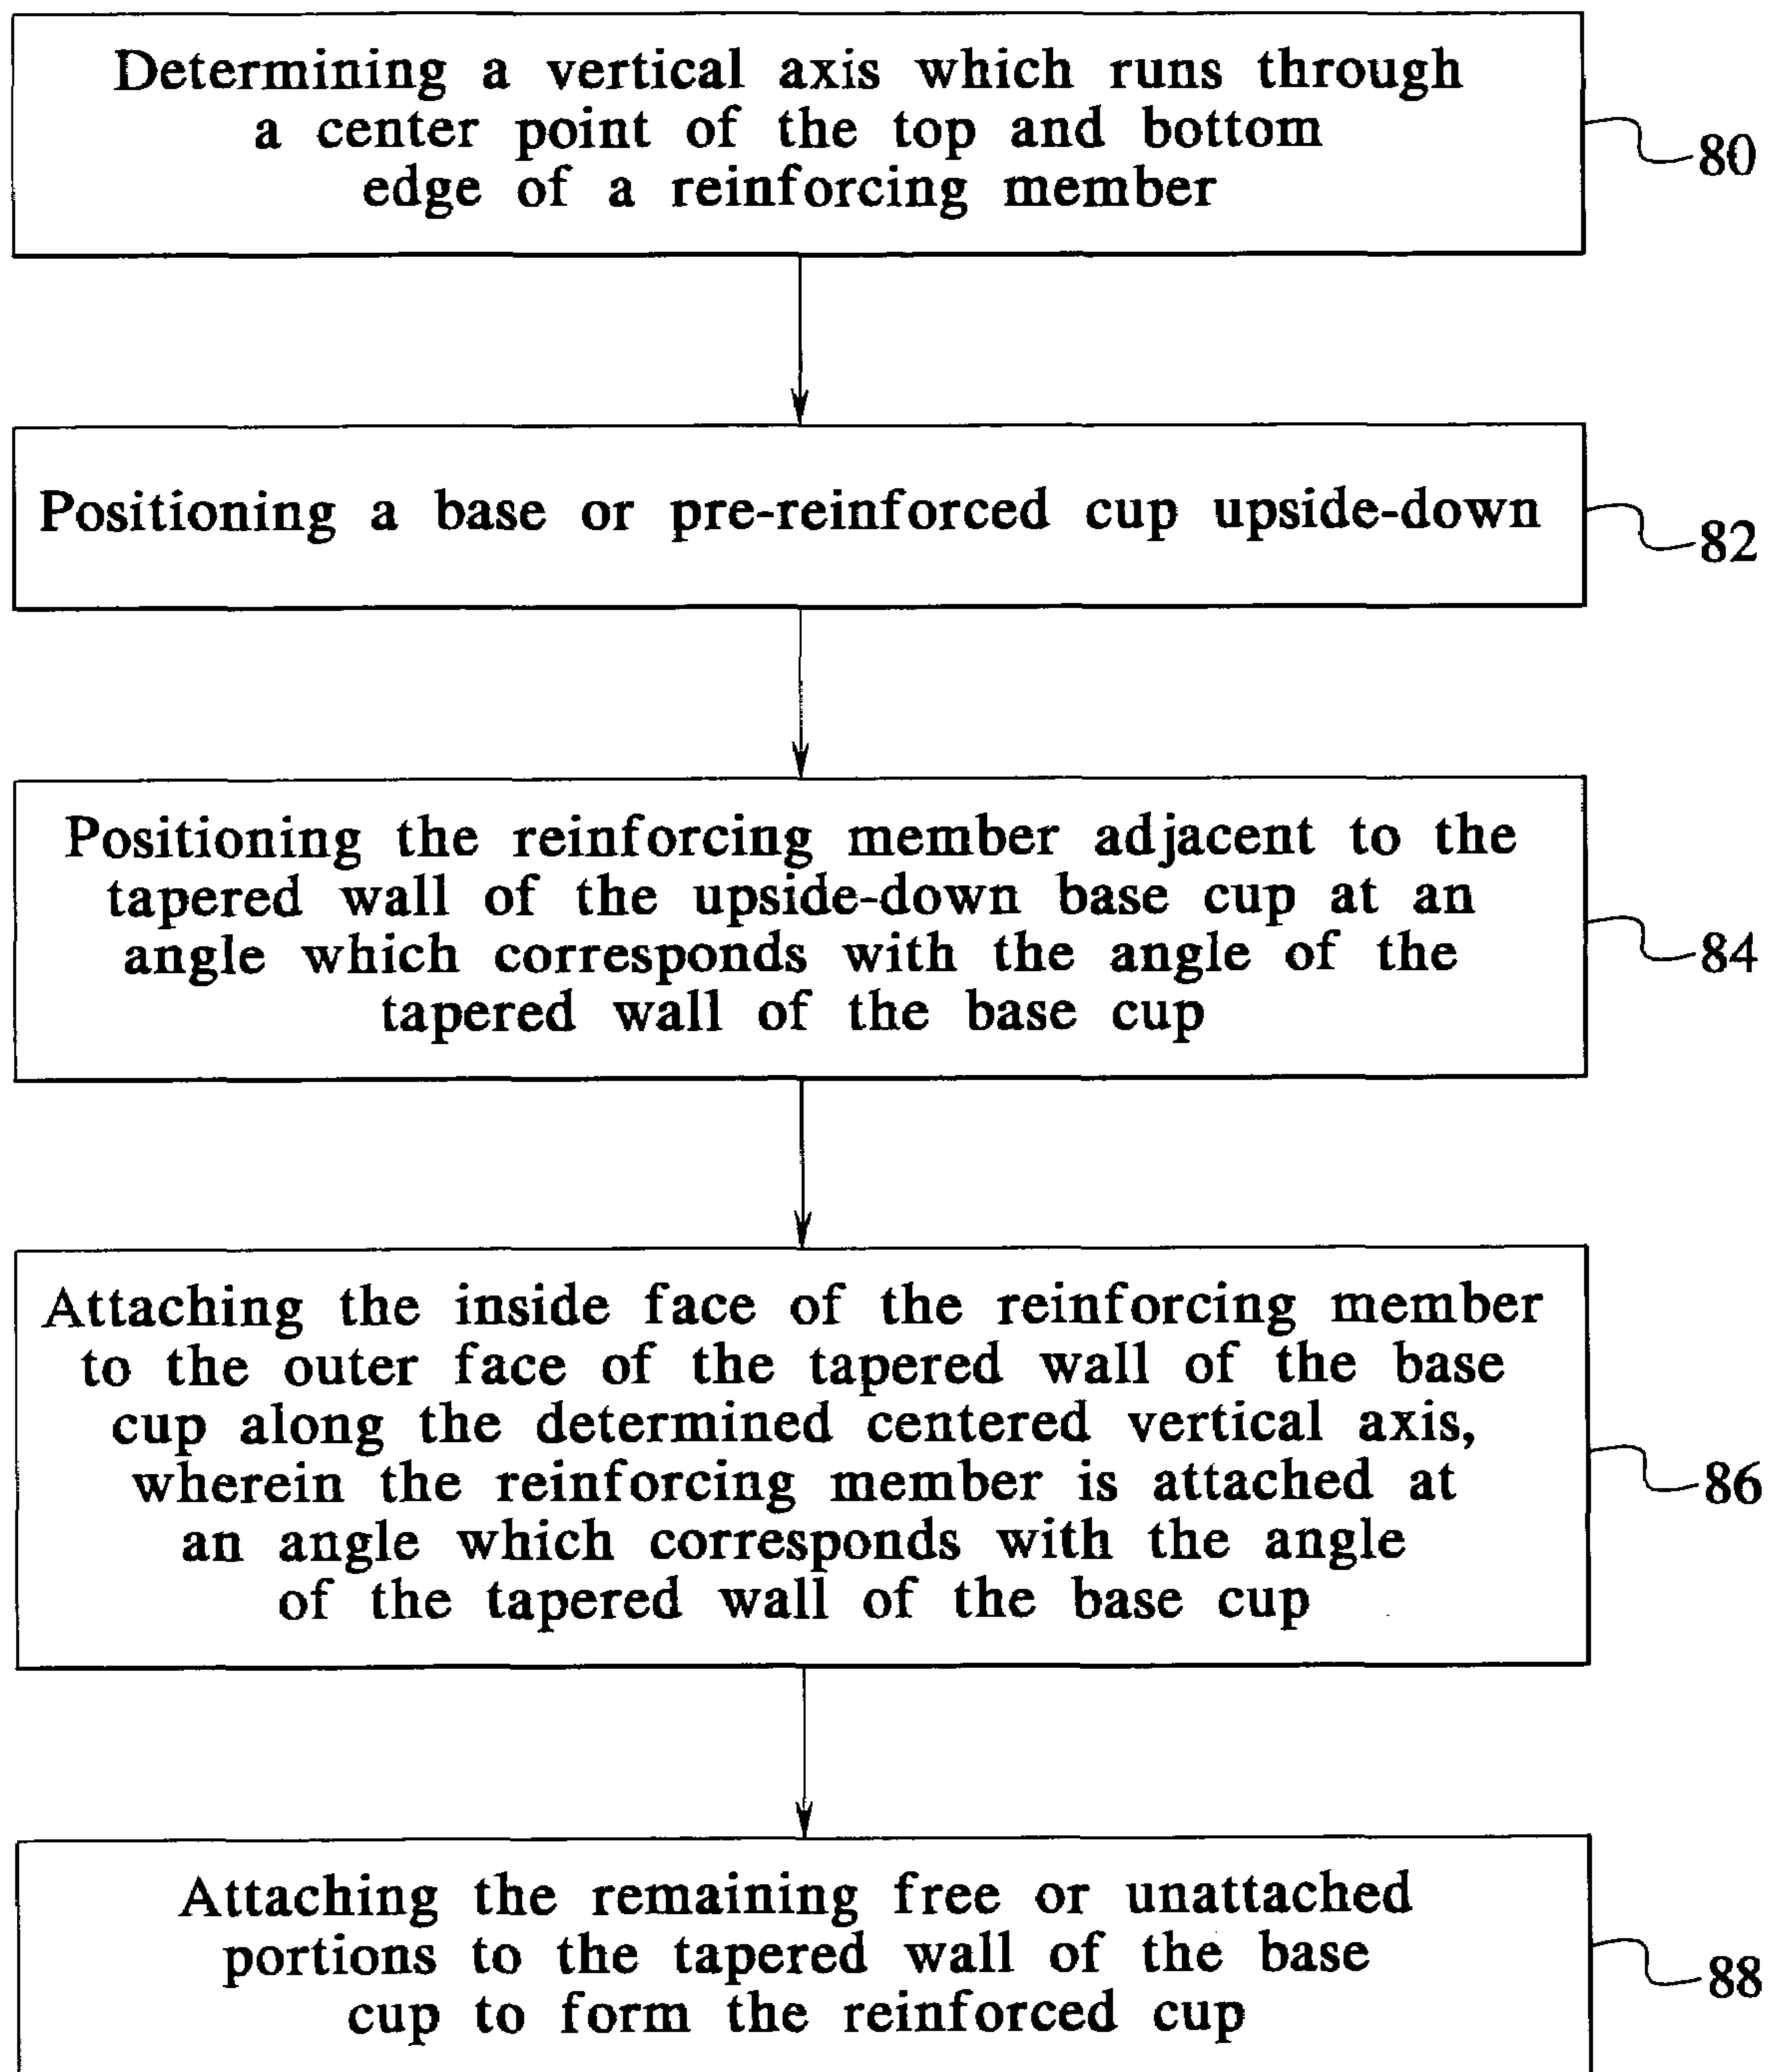 Determining a vertical axis which runs through
a center point of the top and bottom
edge of a reinforcing member
80
Positioning a base or pre-reinforced cup upside-down
82
Positioning the reinforcing member adjacent to the
tapered wall of the upside-down base cup at an
angle which corresponds with the angle of the
tapered wall of the base cup
84
Attaching the inside face of the reinforcing member
to the outer face of the tapered wall of the base
cup along the determined centered vertical axis,
wherein the reinforcing member is attached at
an angle which corresponds with the angle
of the tapered wall of the base cup
86
Attaching the remaining free or unattached
portions to the tapered wall of the base
cup to form the reinforced cup
88